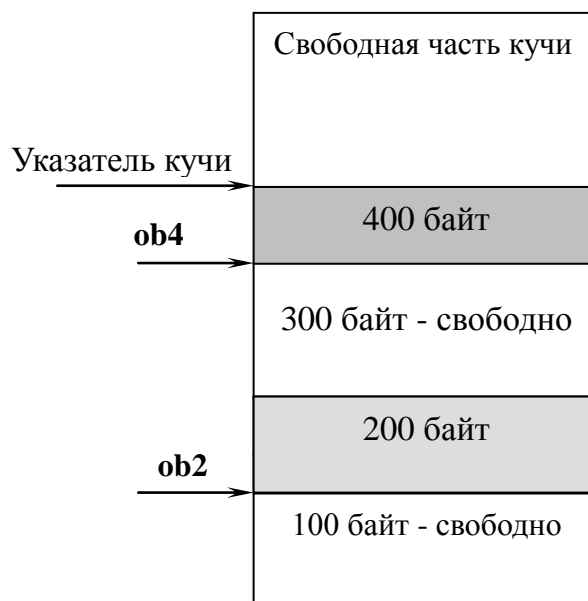 Свободная часть кучи
Указатель кучи
400 байт
ob4
300 байт - свободно
200 байт
ob2
100 байт - свободно